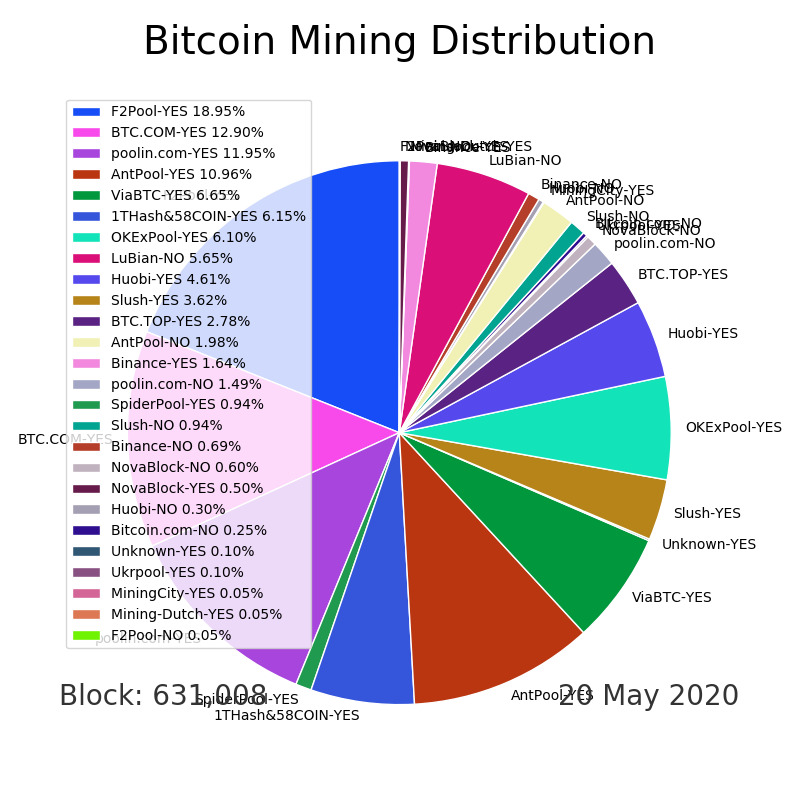 Bitcoin Mining Distribution
F2Pool-YES 18.95%
BTC.COM-YES 12.90%
poolin.com-YES 11.95%
AntPool-YES 10.96%
ViaBTC-YES 6.65%
1THash&58COIN-YES 6.15%
OKExPool-YES 6.10%
LuBian-NO 5.65%
Huobi-YES 4.61%
Slush-YES 3.62%
BTC.TOP-YES 2.78%
AntPool-NO 1.98%
Binance-YES 1.64%
poolin.com-NO 1.49%
SpiderPool-YES 0.94%
Slush-NO 0.94%
Binance-NO 0.69%
NovaBlock-NO 0.60%
NovaBlock-YES 0.50%
Huobi-NO 0.30%
Bitcoin.com-NO 0.25%
Unknown-YES 0.10%
Ukrpool-YES 0.10%
MiningCity-YES 0.05%
Mining-Dutch-YES 0.05%
F2Pool-NO 0.05%
LuBian-NO
Binance-NO
MiningCity-YES
AntPool-NO
Slush-NO
NovaBlock-NO
poolin.com-NO
BTC.TOP-YES
Huobi-YES
OKExPool-YES
Slush-YES
Unknown-YES
ViaBTC-YES
AntPool-YES
1THash&58COIN-YES
SpiderPool-YES
poolin.com-YES
BTC.COM-YES
Block: 631,008
20 May 2020